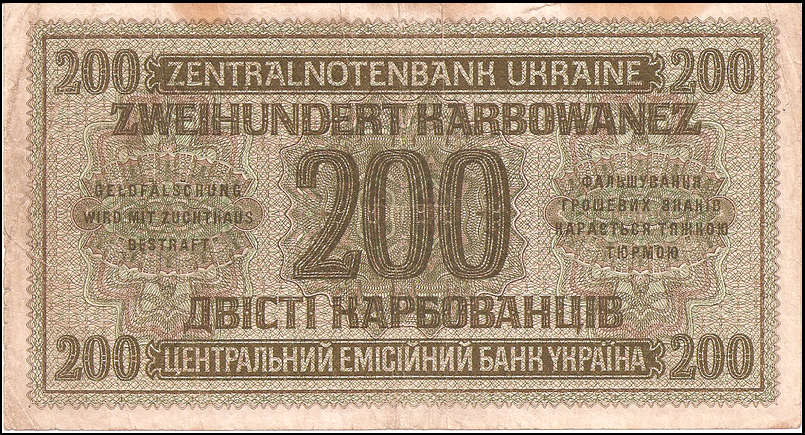 200 ZENTRALNOTENBANK UKRAINE 200
ZWEIHUNDERT KARBOWANEZ
200
GELDFÄLSCHUNG
WIRD MIT ZUCHTHAUS
BESTRAFT
ФАЛЬШУВАННЯ
ГРОШЕВИХ ЗНАКІВ
КАРАЄТЬСЯ ТЯЖКОЮ
ТЮРМОЮ
ДВІСТІ КАРБОВАНЦІВ
200 ЦЕНТРАЛЬНИЙ ЕМІСІЙНИЙ БАНК УКРАЇНА 200